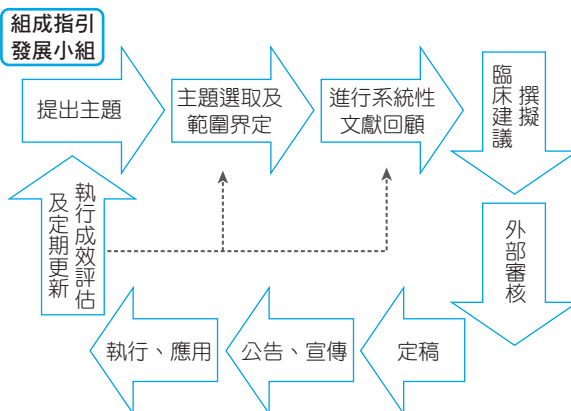 組成指引
發展小組
提出主題
主題選取及
範圍界定
進行系統性
文獻回顧
撰擬
臨床建議
外部審核
定稿
公告、宣傳
執行、應用
執行成效評估
及定期更新